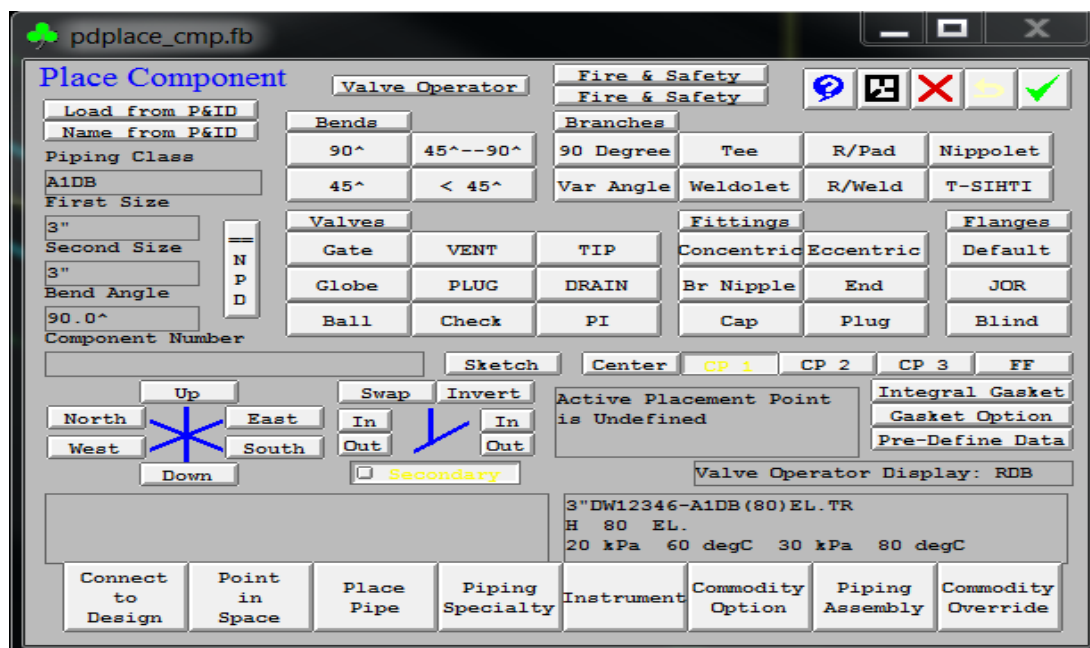 pdplace_cmp.fb
Place Component
Valve Operator
Fire & Safety
Fire & Safety
Load from P&ID
Name from P&ID
Piping Class
A1DB
First Size
3"
Second Size
3"
Bend Angle
90.0^
Component Number
==
N
P
D
Bends
90^ 45^--90^
45^ < 45^
Branches
90 Degree Tee R/Pad Nippolet
Var Angle Weldolet R/Weld T-SIHTI
Valves
Gate VENT TIP
Globe PLUG DRAIN
Ball Check PI
Fittings
Concentric Eccentric
Br Nipple End
Cap Plug
Flanges
Default
JOR
Blind
Sketch Center CP 1 CP 2 CP 3 FF
Up
North East
West South
Down
Swap Invert
In In
Out Out
Secondary
Active Placement Point
is Undefined
Integral Gasket
Gasket Option
Pre-Define Data
Valve Operator Display: RDB
3"DW12346-A1DB(80)EL.TR
H 80 EL.
20 kPa 60 degC 30 kPa 80 degC
Connect
to
Design
Point
in
Space
Place
Pipe
Piping
Specialty
Instrument
Commodity
Option
Piping
Assembly
Commodity
Override